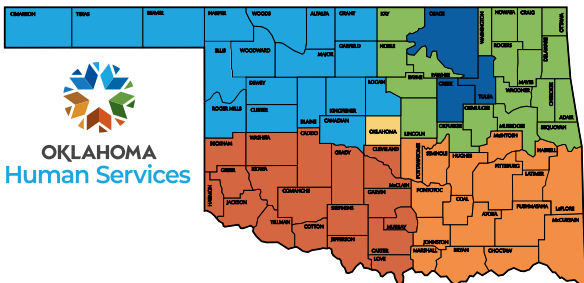 CIMARRON
TEXAS
BEAVER
HARPER
WOODS
ALFALFA
GRANT
KAY
OSAGE
WASHINGTON
NOWATA
CRAIG
OTTAWA
ELLIS
WOODWARD
MAJOR
GARFIELD
NOBLE
ROGERS
DELAWARE
PAWNEE
MAYES
DEWEY
LOGAN
PAYNE
CREEK
TULSA
WAGONER
CHEROKEE
ADAIR
ROGER MILLS
CUSTER
BLAINE
KINGFISHER
CANADIAN
OKLAHOMA
LINCOLN
OKFUSKEE
OKMULGEE
MUSKOGEE
SEQUOYAH
McINTOSH
BECKHAM
WASHITA
CADDO
GRADY
CLEVELAND
POTTAWATOMIE
SEMINOLE
HUGHES
HASKELL
PITTSBURG
LATIMER
LeFLORE
GREER
KIOWA
HARMON
JACKSON
COMANCHE
McCLAIN
GARVIN
PONTOTOC
COAL
ATOKA
PUSHMATAHA
McCURTAIN
TILLMAN
COTTON
STEPHENS
MURRAY
JEFFERSON
CARTER
LOVE
JOHNSTON
MARSHALL
BRYAN
CHOCTAW
OKLAHOMA
Human Services